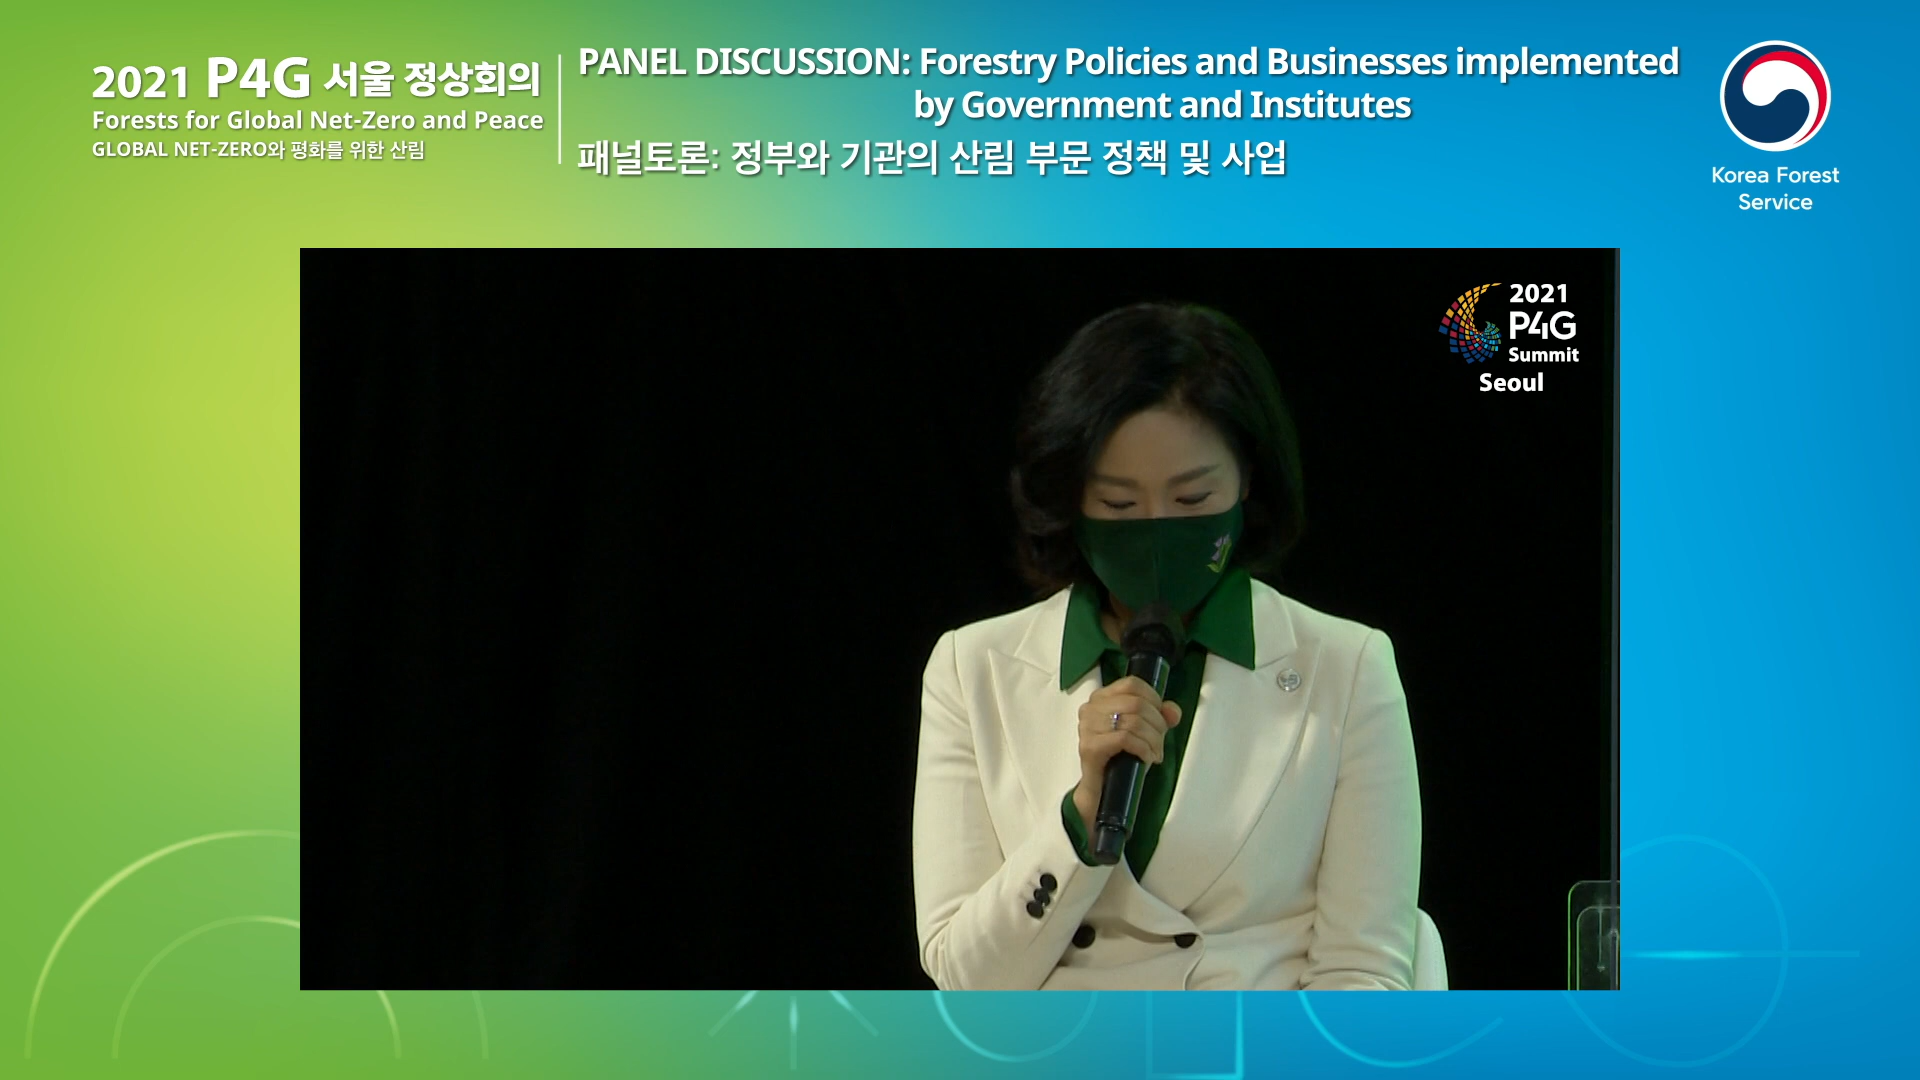 2021 P4G 서울 정상회의
Forests for Global Net-Zero and Peace
GLOBAL NET-ZERO와 평화를 위한 산림
PANEL DISCUSSION: Forestry Policies and Businesses implemented
by Government and Institutes
패널토론: 정부와 기관의 산림 부문 정책 및 사업
Korea Forest
Service
2021
P4G
Summit
Seoul